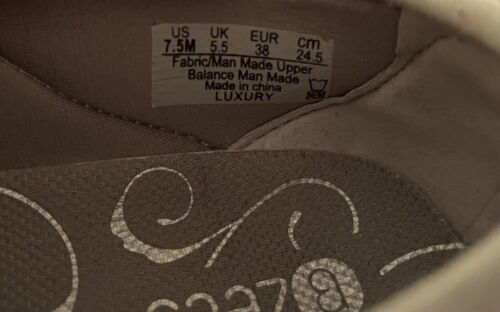 US UK EUR cm
7.5M 5.5 38 24.5
Fabric/Man Made Upper
Balance Man Made
Made in china
LUXURY